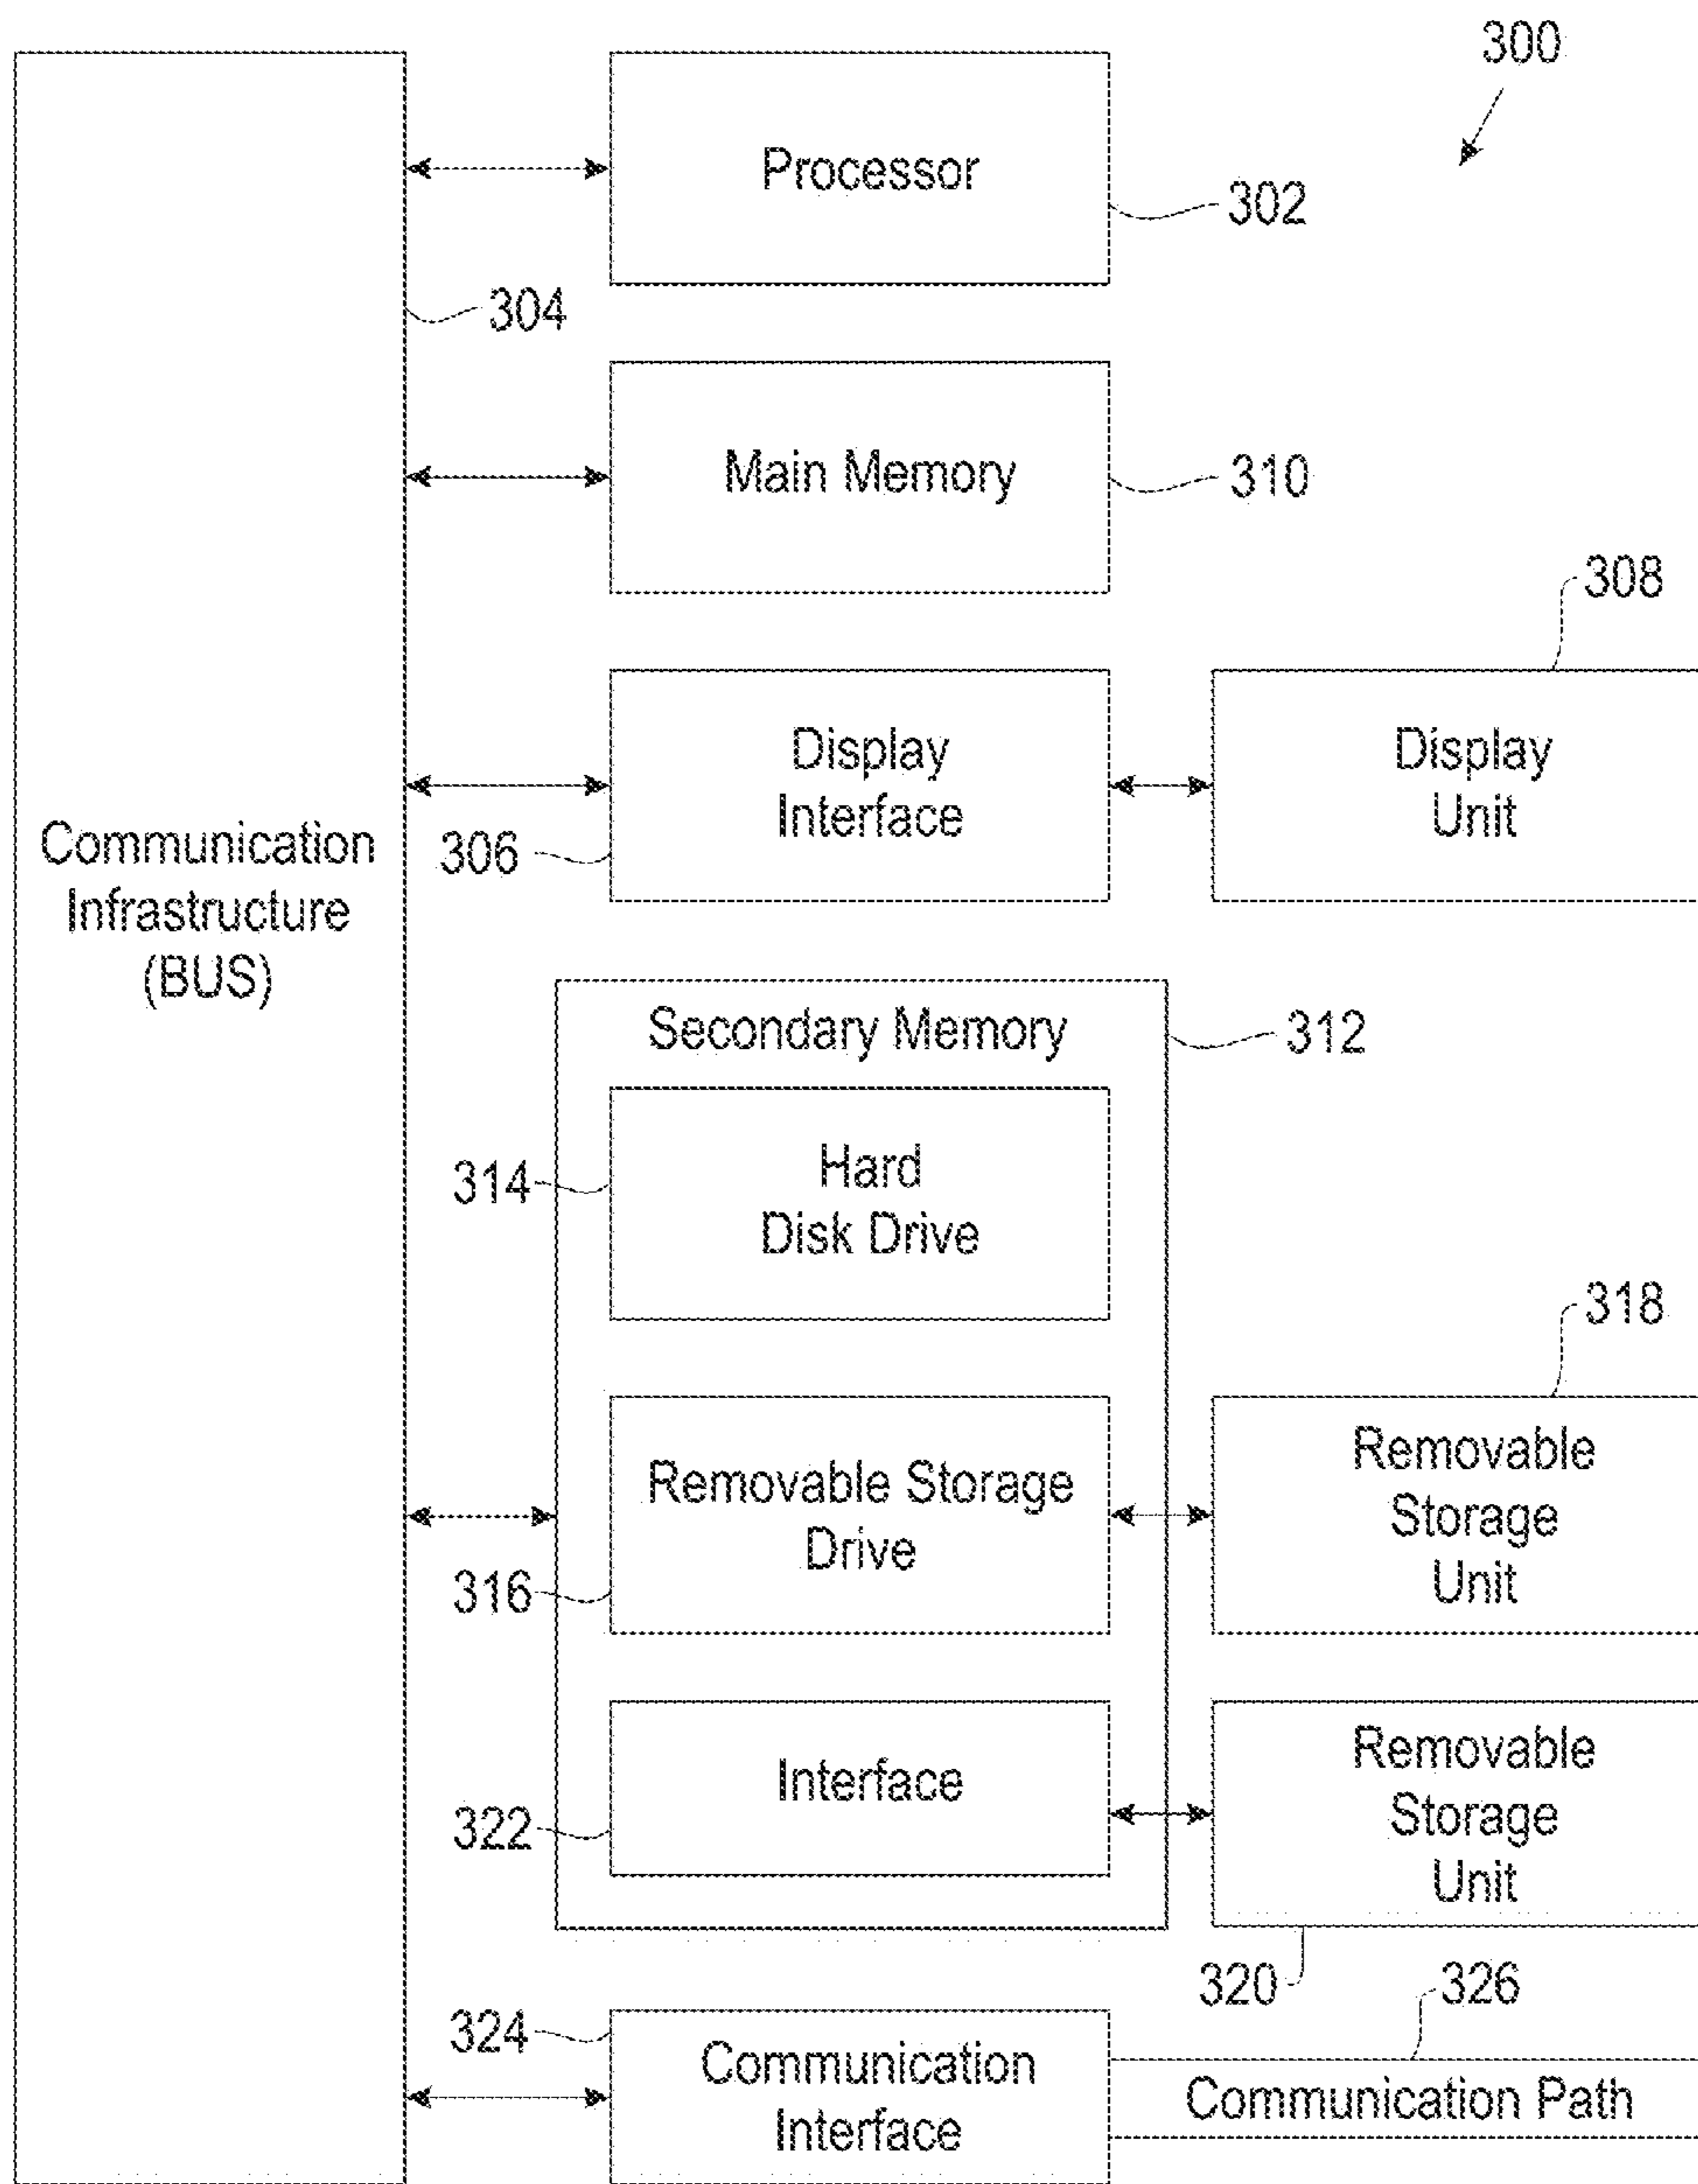 300
Processor
302
304
Main Memory
310
308
Display
Interface
306
Display
Unit
Communication
Infrastructure
(BUS)
Secondary Memory
312
314
Hard
Disk Drive
318
Removable Storage
Drive
316
Removable
Storage
Unit
Interface
322
Removable
Storage
Unit
320
326
324
Communication
Interface
Communication Path